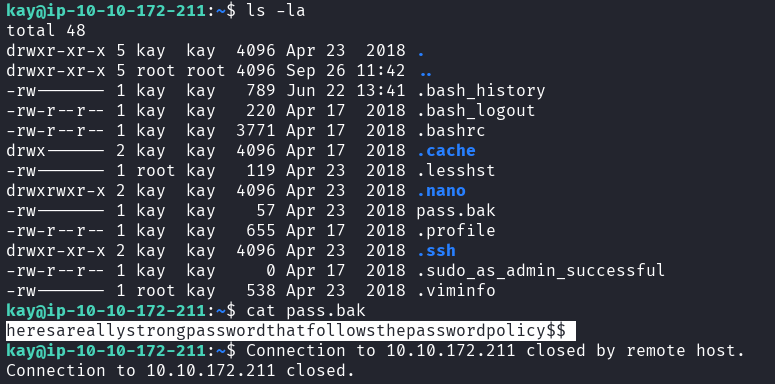 kay@ip-10-10-172-211:~$ ls -la
total 48
drwxr-xr-x 5 kay  kay  4096 Apr 23  2018 .
drwxr-xr-x 5 root root 4096 Sep 26 11:42 ..
-rw------- 1 kay  kay   789 Jun 22 13:41 .bash_history
-rw-r--r-- 1 kay  kay   220 Apr 17  2018 .bash_logout
-rw-r--r-- 1 kay  kay  3771 Apr 17  2018 .bashrc
drwx------ 2 kay  kay  4096 Apr 17  2018 .cache
-rw------- 1 root kay   119 Apr 23  2018 .lesshst
drwxrwxr-x 2 kay  kay  4096 Apr 23  2018 .nano
-rw------- 1 kay  kay    57 Apr 23  2018 pass.bak
-rw-r--r-- 1 kay  kay   655 Apr 17  2018 .profile
drwxr-xr-x 2 kay  kay  4096 Apr 23  2018 .ssh
-rw-r--r-- 1 kay  kay     0 Apr 17  2018 .sudo_as_admin_successful
-rw------- 1 root kay   538 Apr 23  2018 .viminfo
kay@ip-10-10-172-211:~$ cat pass.bak
heresareallystrongpasswordthatfollowsthepasswordpolicy$$
kay@ip-10-10-172-211:~$ Connection to 10.10.172.211 closed by remote host.
Connection to 10.10.172.211 closed.